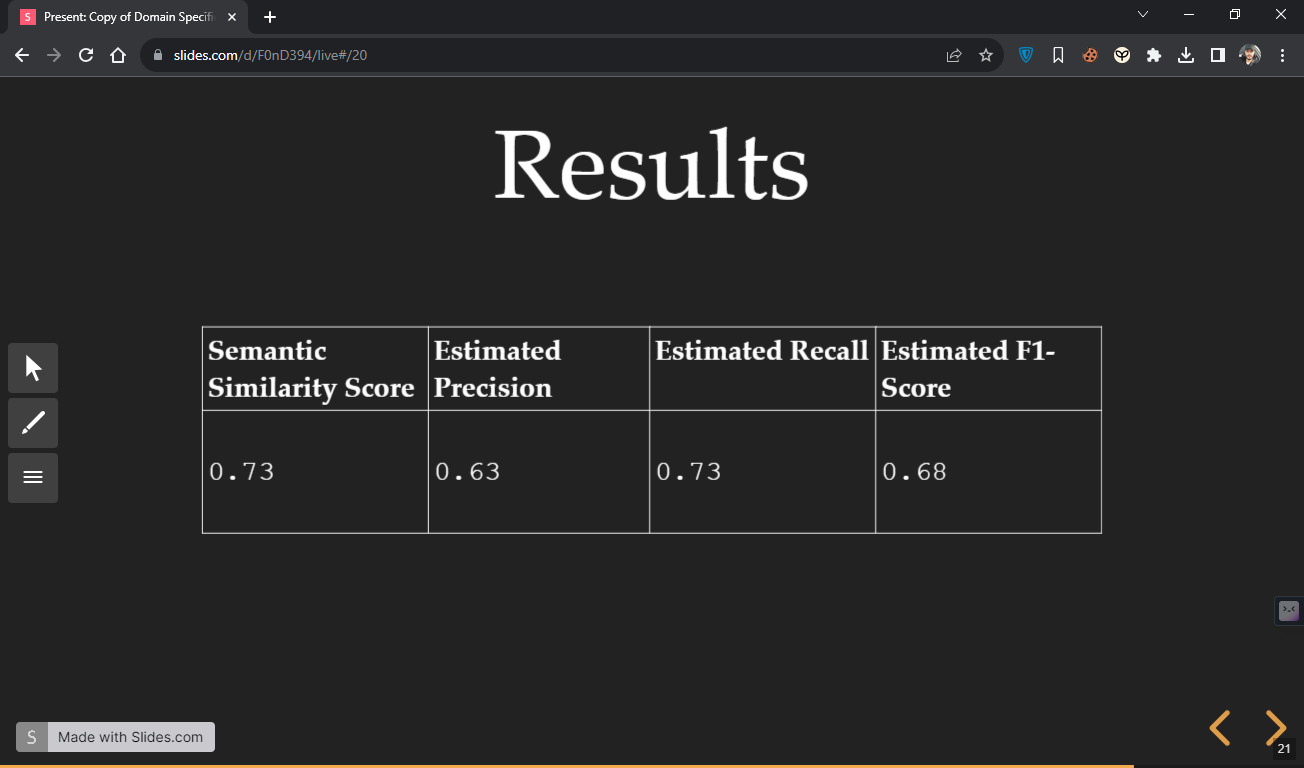 S Present: Copy of Domain Specifi
slides.com/d/F0nD394/live#/20
Results
Semantic Similarity Score
Estimated Precision
Estimated Recall
Estimated F1-Score
0.73
0.63
0.73
0.68
S Made with Slides.com
21